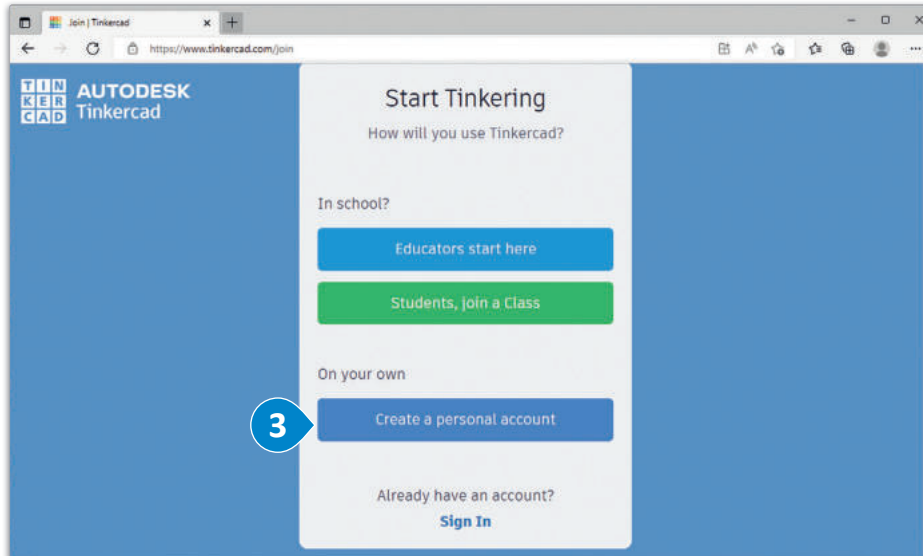 Join | Tinkercad
https://www.tinkercad.com/join
TIN
KER
CAD
AUTODESK
Tinkercad
Start Tinkering
How will you use Tinkercad?
In school?
Educators start here
Students, join a Class
On your own
3
Create a personal account
Already have an account?
Sign In